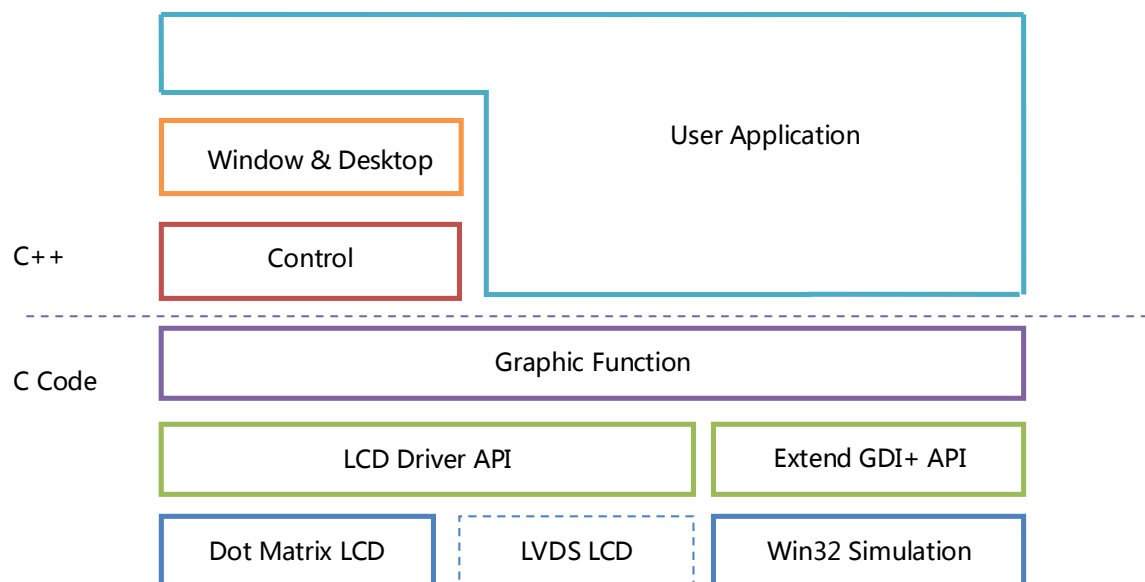 User Application
Window & Desktop
C++
Control
Graphic Function
C Code
LCD Driver API
Extend GDI+ API
Dot Matrix LCD
LVDS LCD
Win32 Simulation